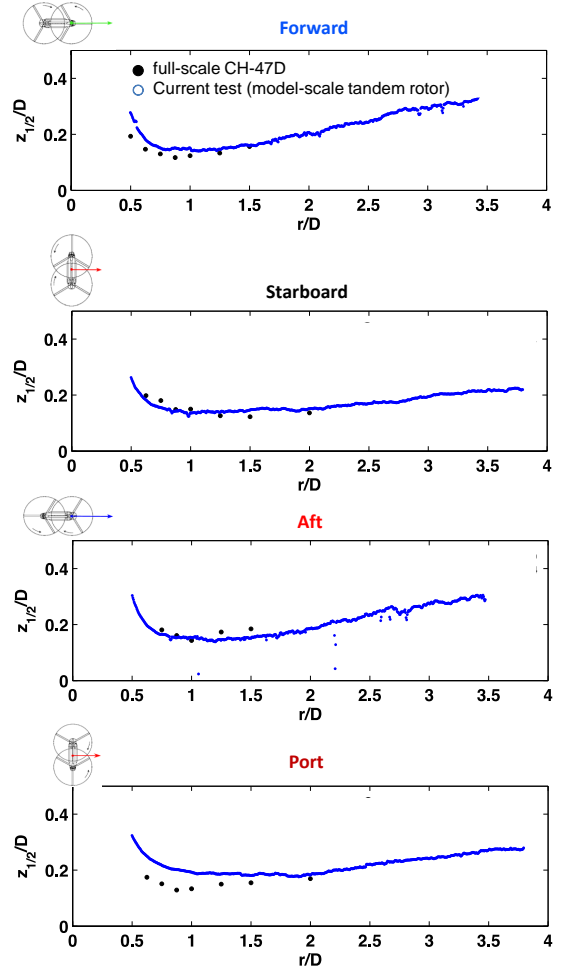 Forward
full-scale CH-47D
Current test (model-scale tandem rotor)
z1/2/D
0.4
0.2
0
0 0.5 1 1.5 2 2.5 3 3.5 4
r/D
Starboard
z1/2/D
0.4
0.2
0
0 0.5 1 1.5 2 2.5 3 3.5 4
r/D
Aft
z1/2/D
0.4
0.2
0
0 0.5 1 1.5 2 2.5 3 3.5 4
r/D
Port
z1/2/D
0.4
0.2
0
0 0.5 1 1.5 2 2.5 3 3.5 4
r/D